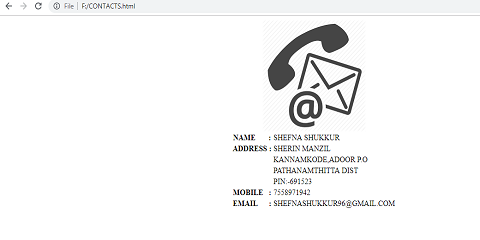 File | F:/CONTACTS.html
@
NAME : SHEFNA SHUKKUR
ADDRESS : SHERIN MANZIL
KANNAMKODE,ADOOR P.O
PATHANAMTHITTA DIST
PIN:-691523
MOBILE : 7558971942
EMAIL : SHEFNASHUKKUR96@GMAIL.COM